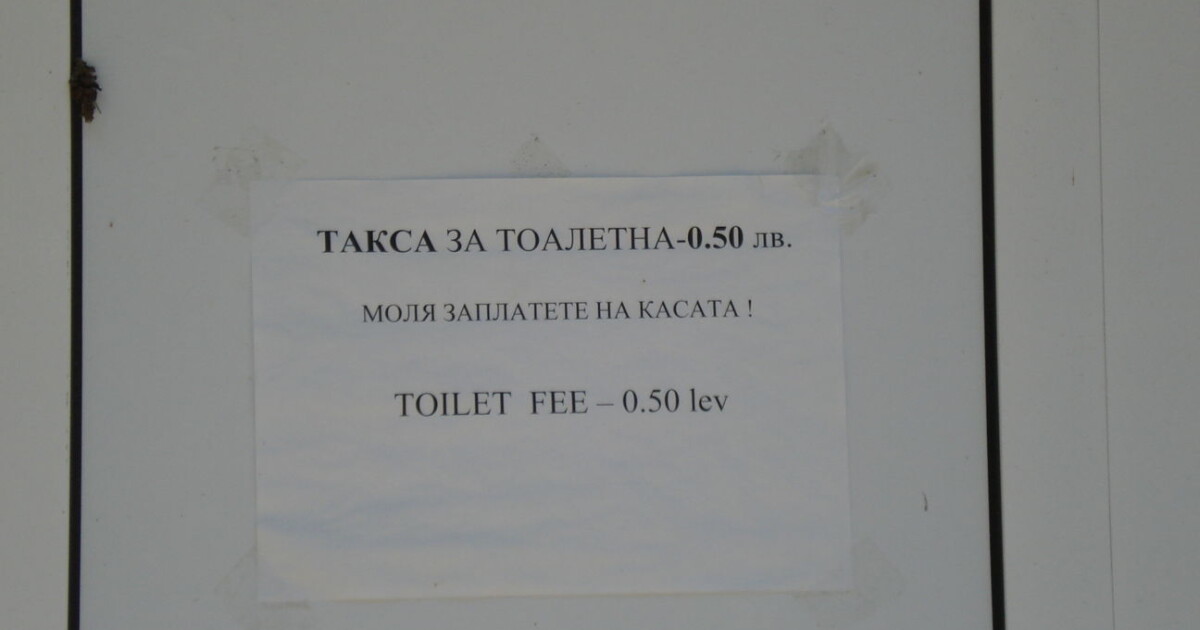 ТАКСА ЗА ТОАЛЕТНА-0.50 лв.
МОЛЯ ЗАПЛАТЕТЕ НА КАСАТА !
TOILET FEE – 0.50 lev